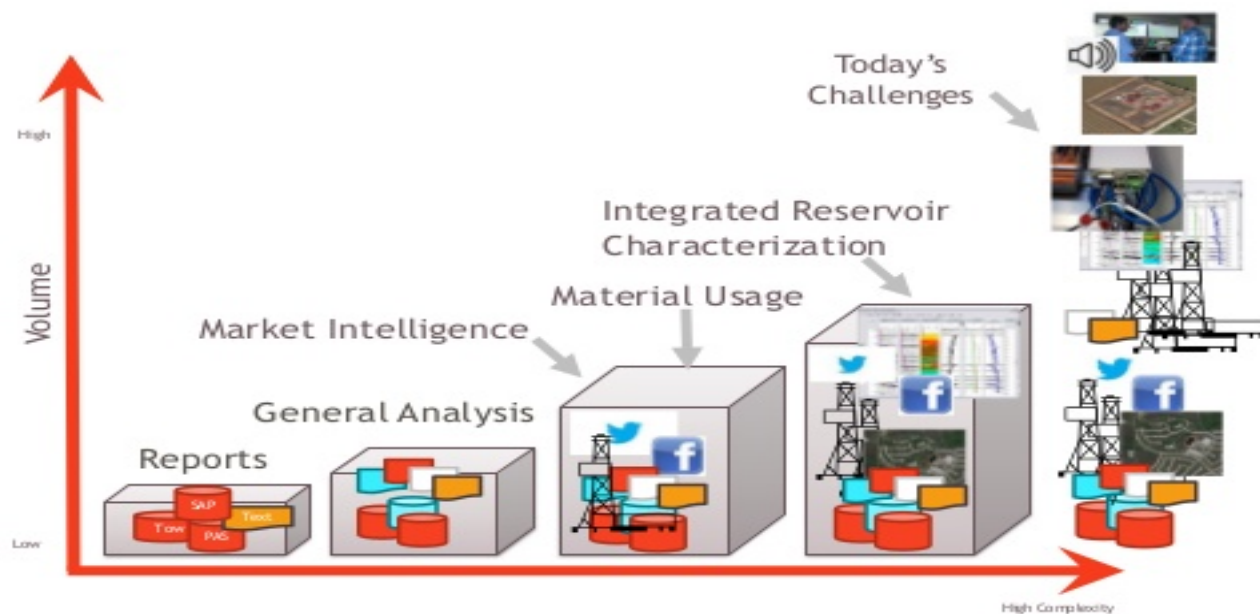 Today's
Challenges
High
Integrated Reservoir
Characterization
Material Usage
Market Intelligence
Volume
General Analysis
Reports
SAP
Text
Tow
PAS
Low
High Complexity